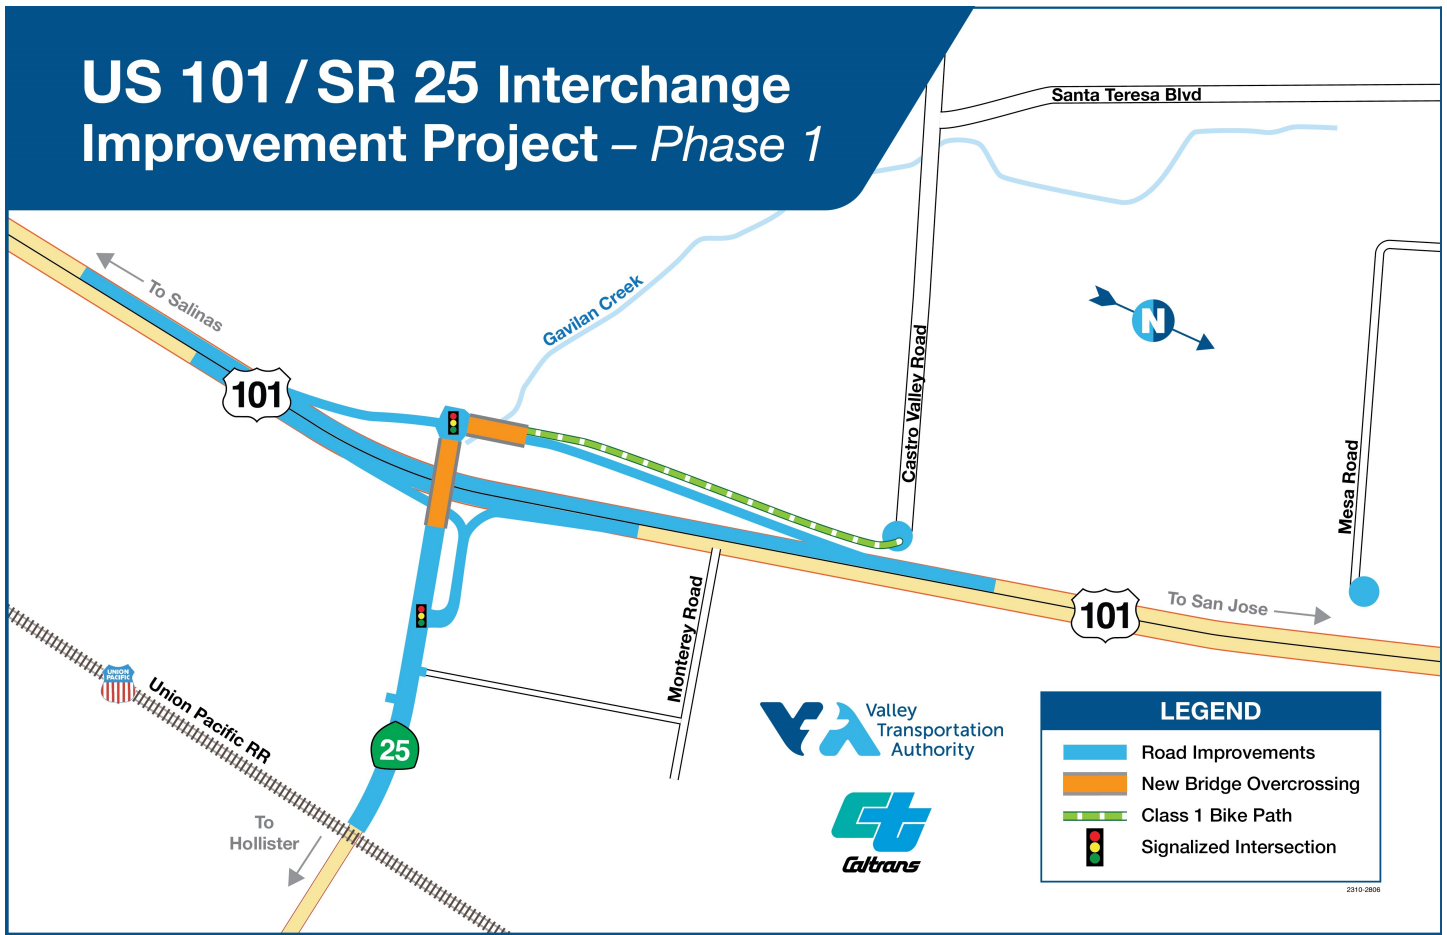 US 101 / SR 25 Interchange
Improvement Project – Phase 1
Santa Teresa Blvd
To Salinas
Gavilan Creek
N
Castro Valley Road
Mesa Road
101
To San Jose
101
Monterey Road
UNION
PACIFIC
Union Pacific RR
25
To
Hollister
Valley
Transportation
Authority
Caltrans
LEGEND
Road Improvements
New Bridge Overcrossing
Class 1 Bike Path
Signalized Intersection
2310-2806